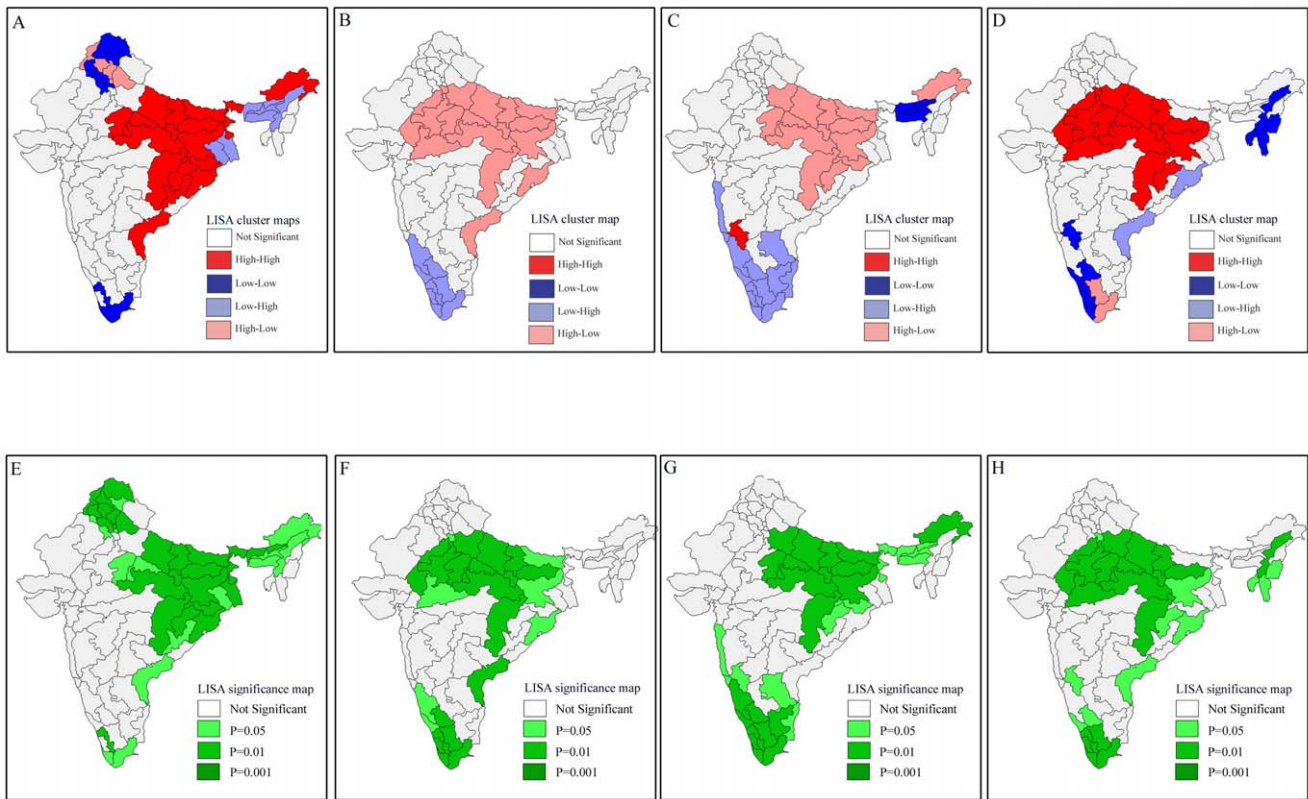 A
LISA cluster maps
Not Significant
High-High
Low-Low
Low-High
High-Low
B
LISA cluster map
Not Significant
High-High
Low-Low
Low-High
High-Low
C
LISA cluster map
Not Significant
High-High
Low-Low
Low-High
High-Low
D
LISA cluster map
Not Significant
High-High
Low-Low
Low-High
High-Low
E
LISA significance map
Not Significant
P=0.05
P=0.01
P=0.001
F
LISA significance map
Not Significant
P=0.05
P=0.01
P=0.001
G
LISA significance map
Not Significant
P=0.05
P=0.01
P=0.001
H
LISA significance map
Not Significant
P=0.05
P=0.01
P=0.001